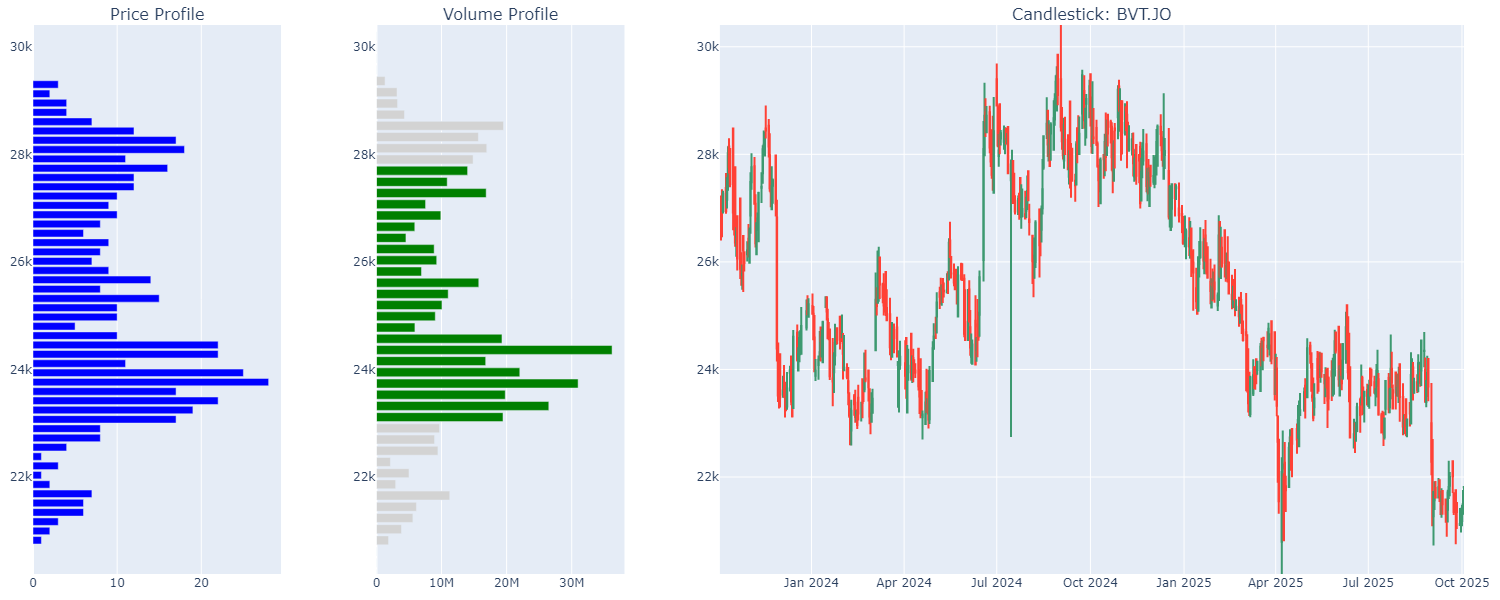 Price Profile
Volume Profile
Candlestick: BVT.JO
30k
28k
26k
24k
22k
0
10
20
30k
28k
26k
24k
22k
0
10M
20M
30M
30k
28k
26k
24k
22k
Jan 2024
Apr 2024
Jul 2024
Oct 2024
Jan 2025
Apr 2025
Jul 2025
Oct 2025